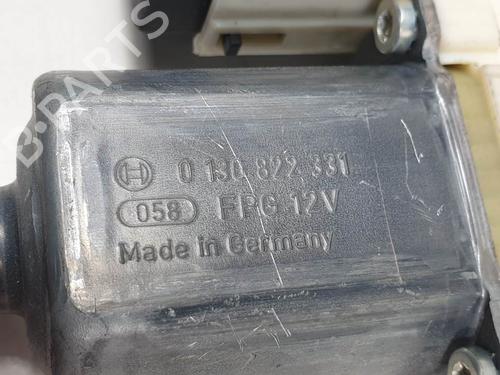 B-PARTS
0 130 822 331
058 FPG 12V
Made in Germany